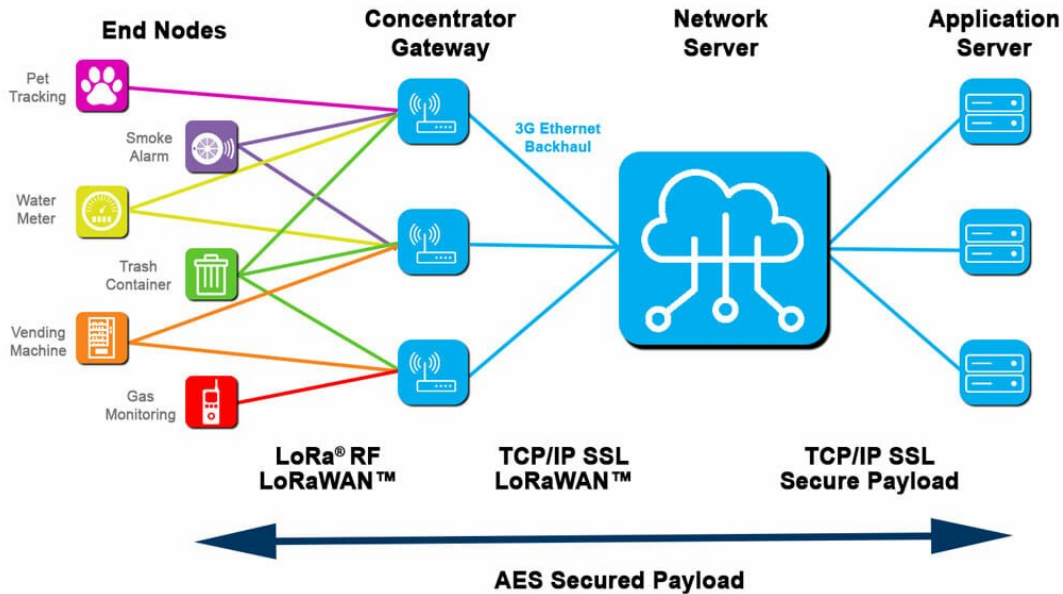 End Nodes
Concentrator
Gateway
Network
Server
Application
Server
Pet
Tracking
Smoke
Alarm
Water
Meter
Trash
Container
Vending
Machine
Gas
Monitoring
3G Ethernet
Backhaul
LoRa® RF
LoRaWAN™
TCP/IP SSL
LoRaWAN™
TCP/IP SSL
Secure Payload
AES Secured Payload